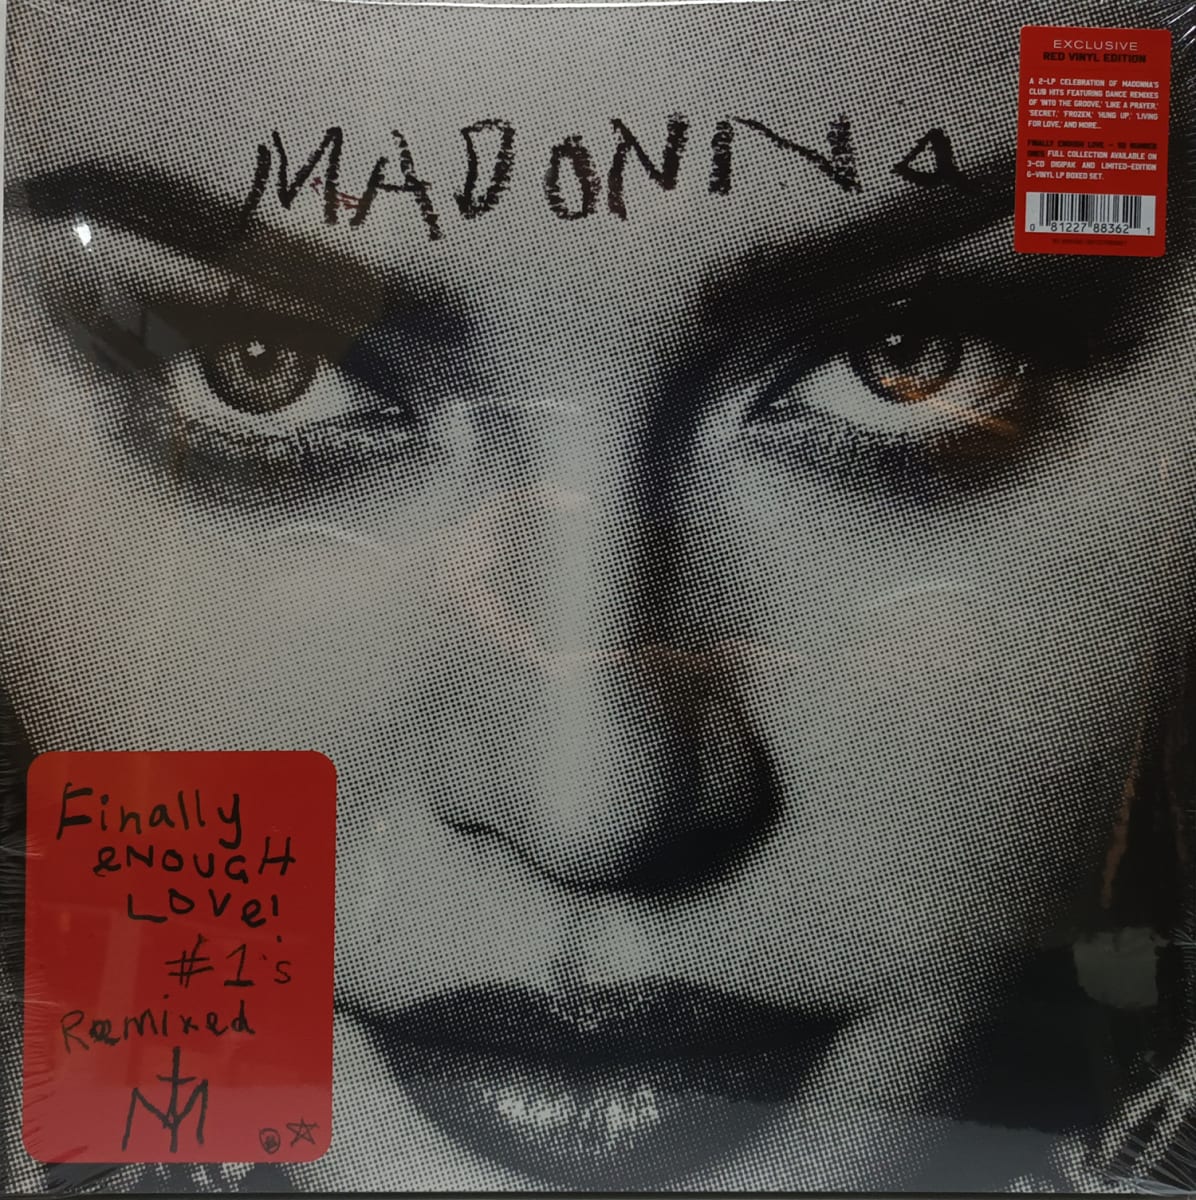 MADONNA
EXCLUSIVE
RED VINYL EDITION
A 2-LP CELEBRATION OF MADONNA'S
CLUB HITS FEATURING DANCE REMIXES
OF 'INTO THE GROOVE,' 'LIKE A PRAYER,'
'SECRET,' 'FROZEN,' 'HUNG UP,' 'LIVING
FOR LOVE,' AND MORE...
FINALLY ENOUGH LOVE – 50 NUMBER
ONES FULL COLLECTION AVAILABLE ON
3-CD DIGIPAK AND LIMITED-EDITION
6-VINYL LP BOXED SET.
0 81227 88362 1
Finally
eNOUGH
LOVe!
#1's
Remixed
M